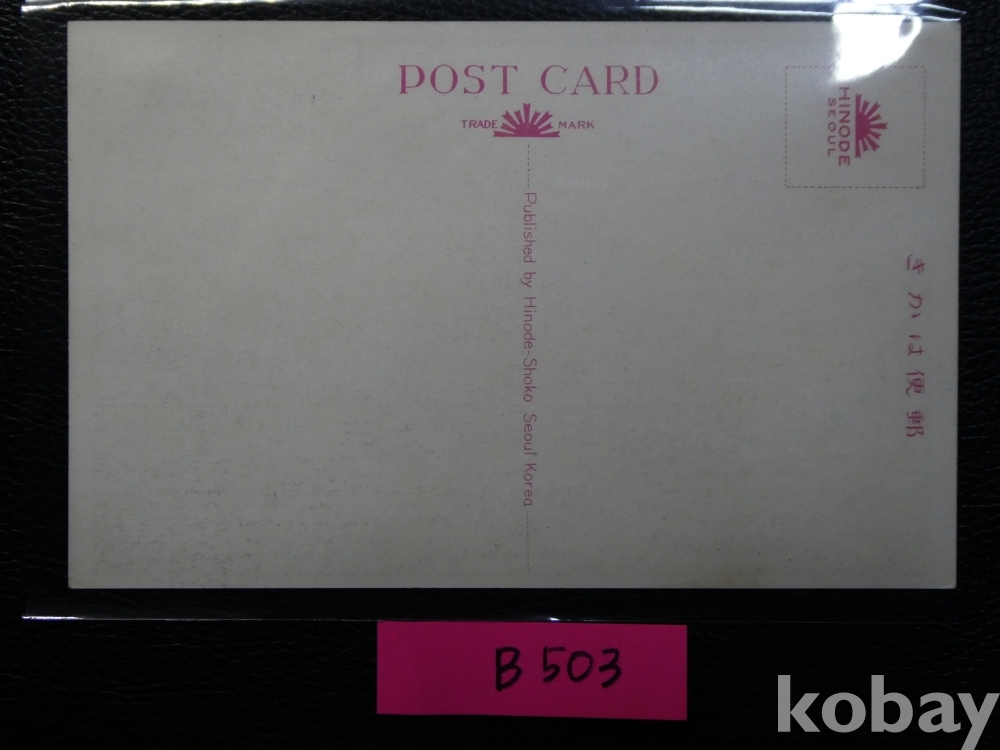 POST CARD
TRADE MARK
HINODE
SEOUL
Published by Hinode-Shoko Seoul Korea
きかは便郵
B 503
kobay